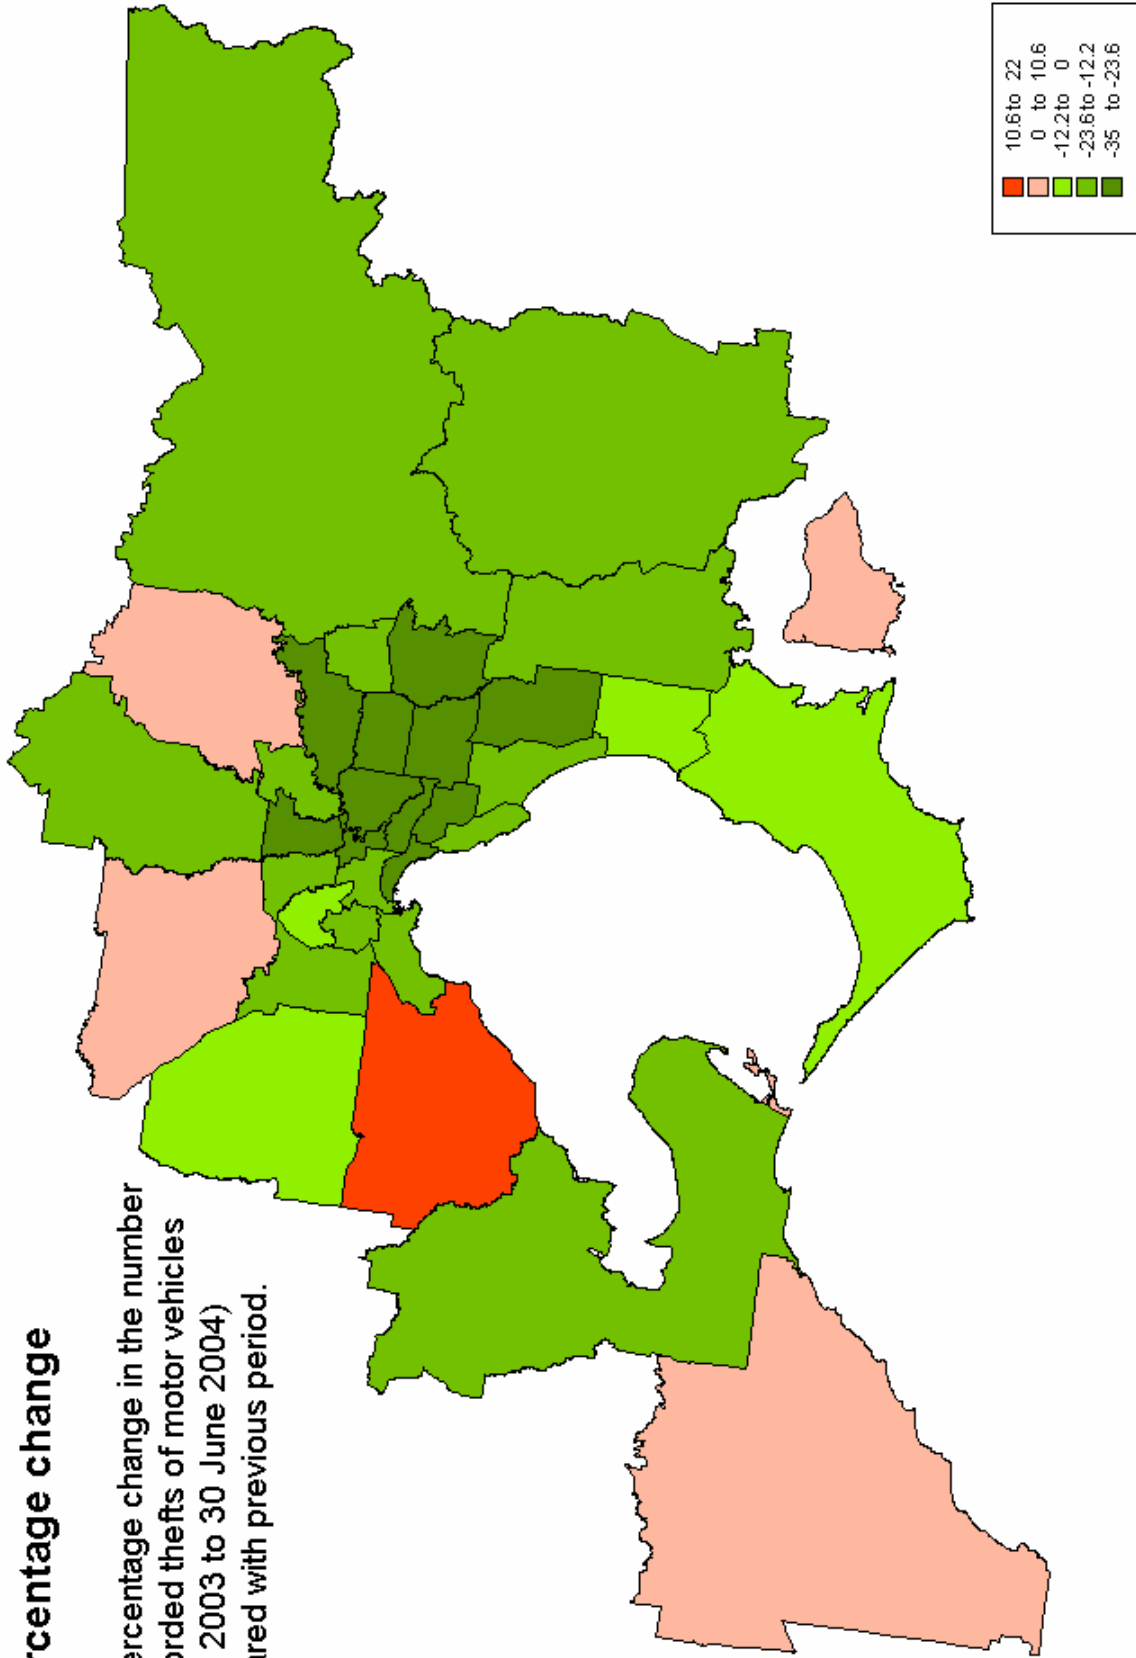 rcentage change
ercentage change in the number
orded thefts of motor vehicles
2003 to 30 June 2004)
ared with previous period.
10.6 to 22
0 to 10.6
-12.2 to 0
-23.6 to -12.2
-35 to -23.6